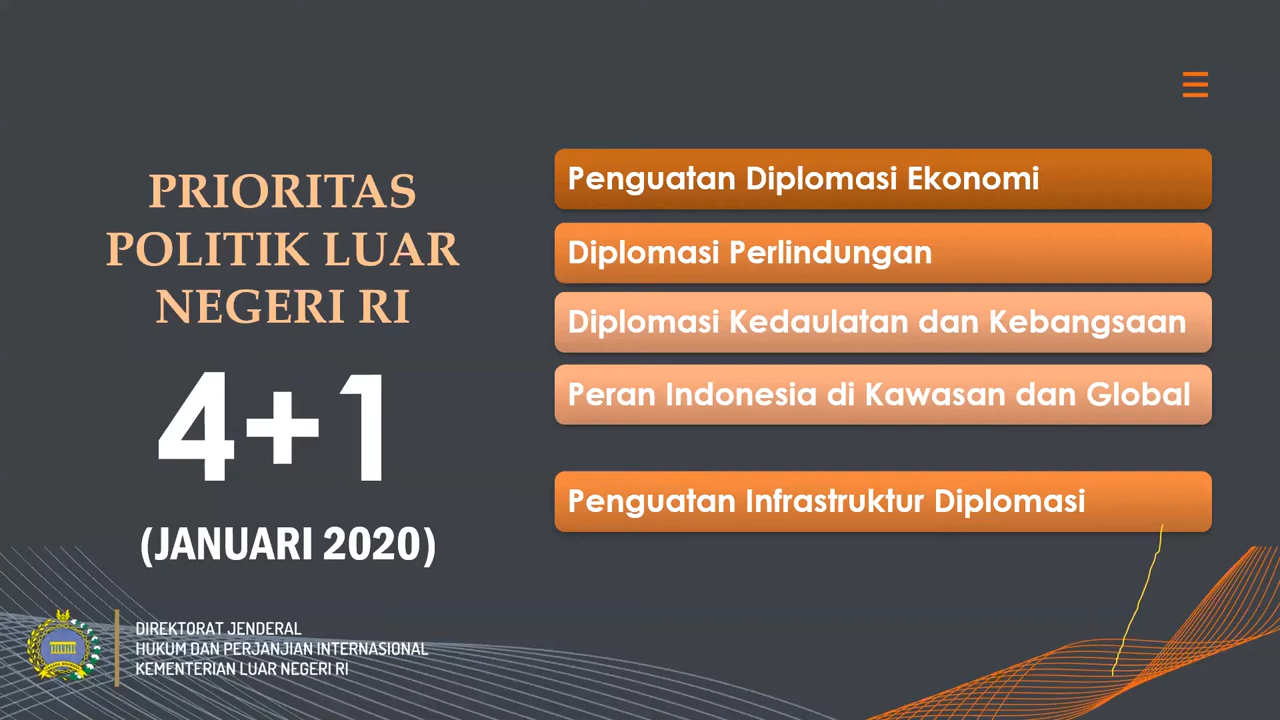 PRIORITAS
POLITIK LUAR
NEGERI RI
4+1
(JANUARI 2020)
Penguatan Diplomasi Ekonomi
Diplomasi Perlindungan
Diplomasi Kedaulatan dan Kebangsaan
Peran Indonesia di Kawasan dan Global
Penguatan Infrastruktur Diplomasi
DIREKTORAT JENDERAL
HUKUM DAN PERJANJIAN INTERNASIONAL
KEMENTERIAN LUAR NEGERI RI